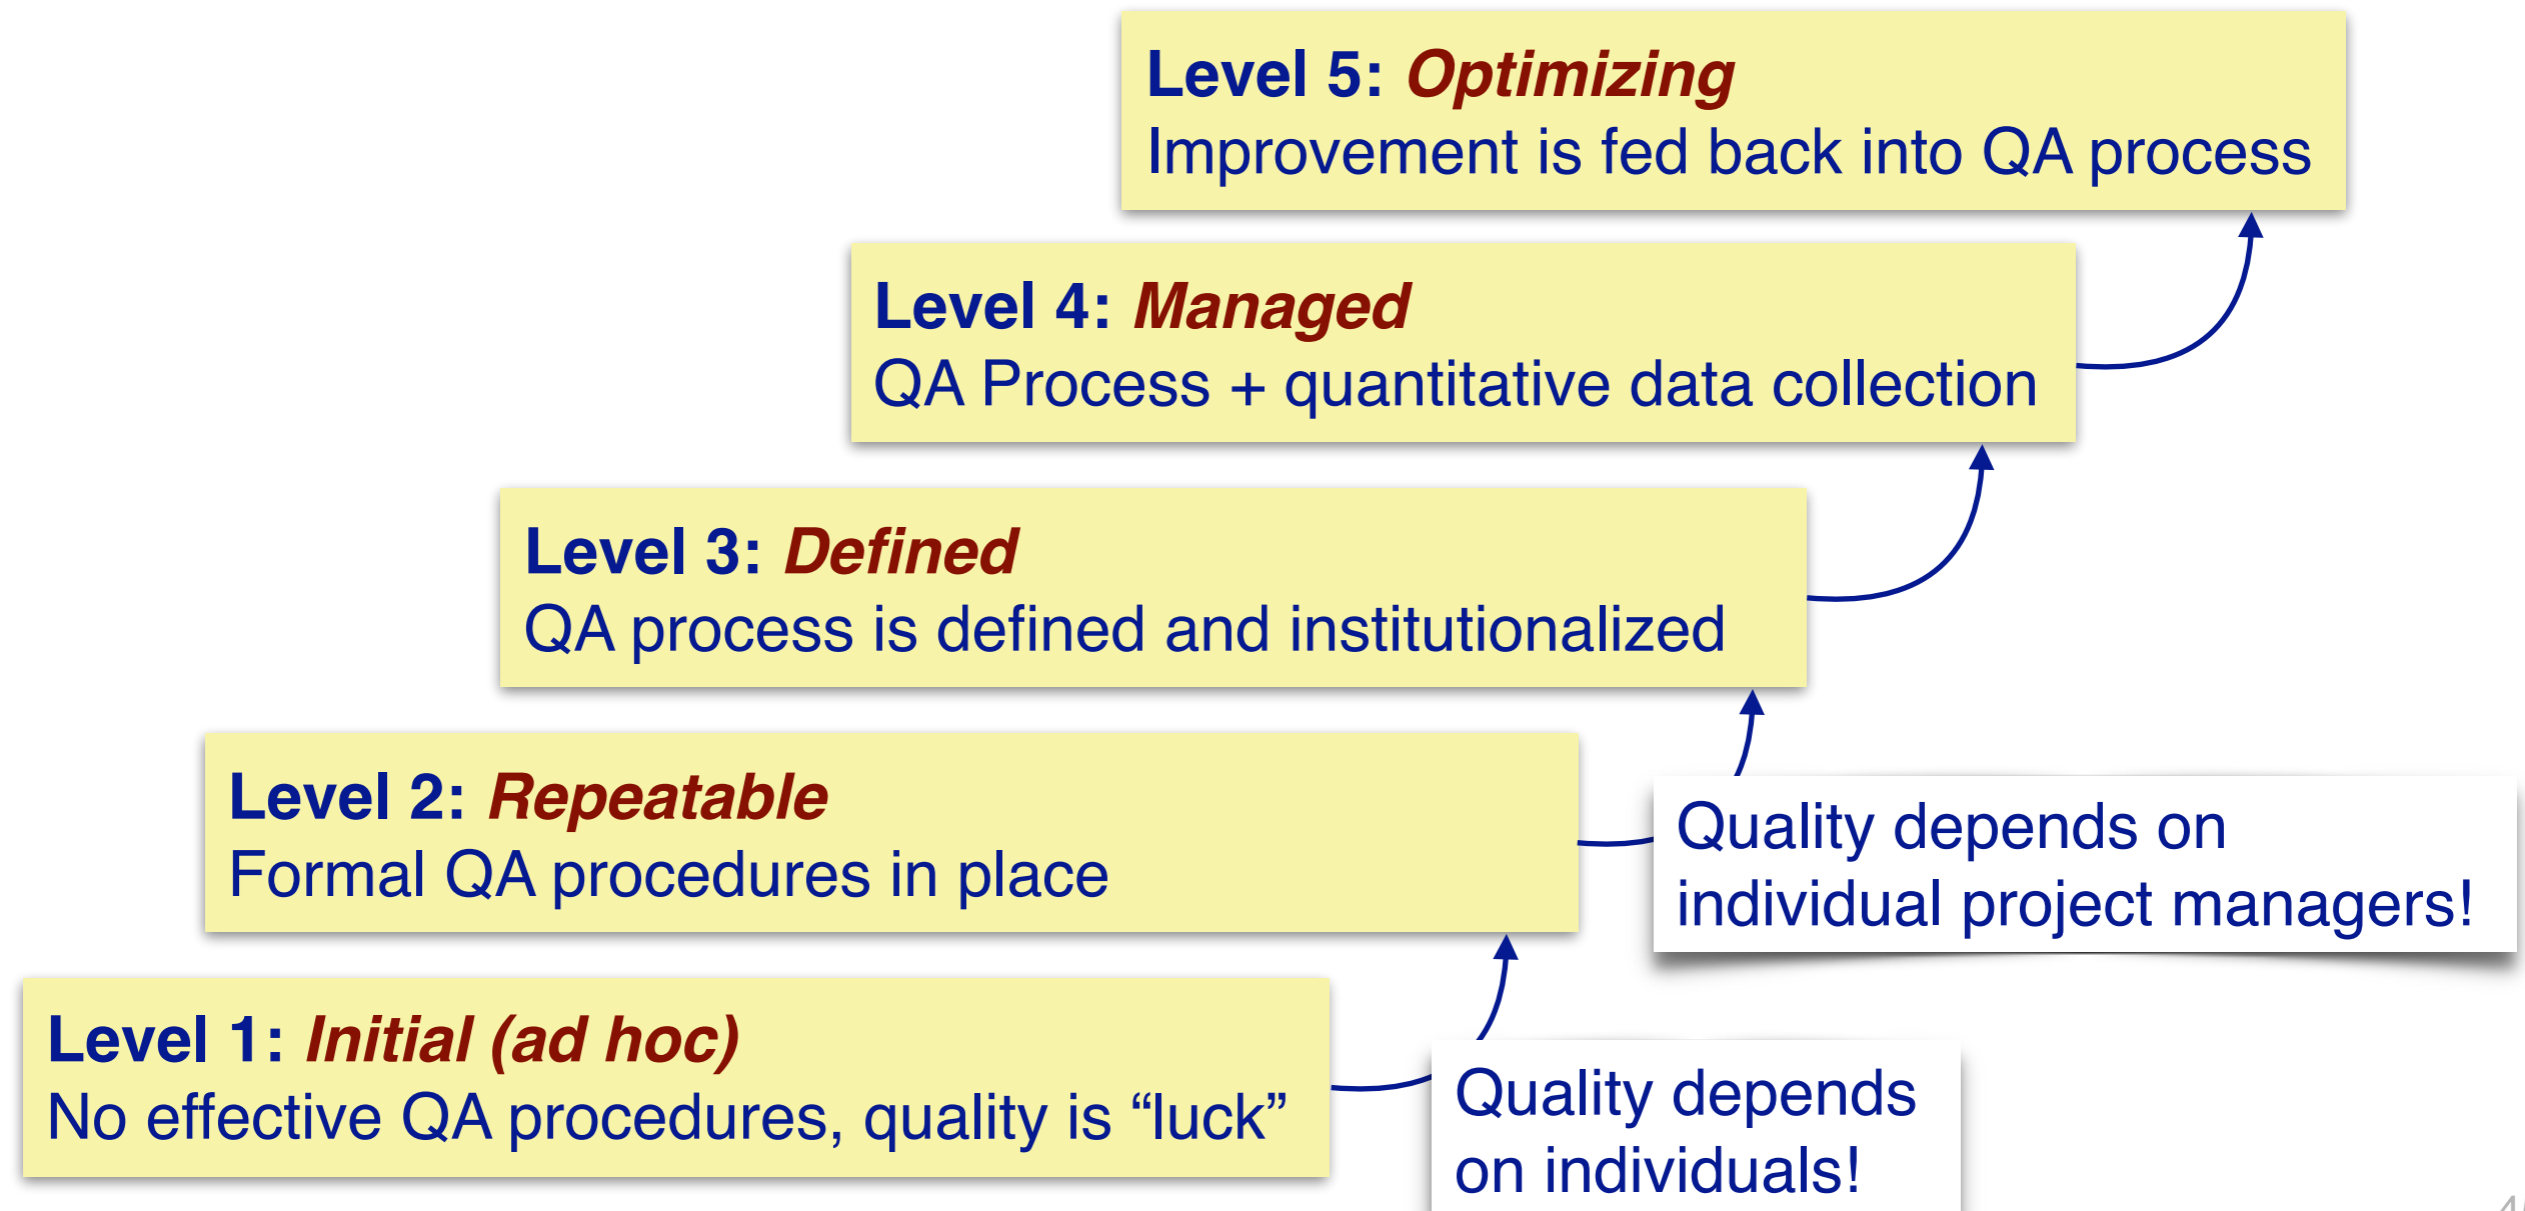 Level 5: Optimizing
Improvement is fed back into QA process
Level 4: Managed
QA Process + quantitative data collection
Level 3: Defined
QA process is defined and institutionalized
Level 2: Repeatable
Formal QA procedures in place
Quality depends on
individual project managers!
Level 1: Initial (ad hoc)
No effective QA procedures, quality is “luck”
Quality depends
on individuals!